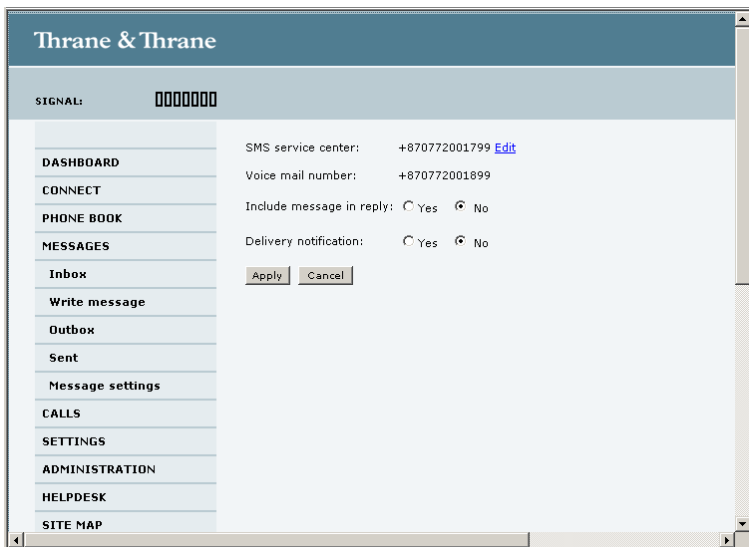 Thrane & Thrane
SIGNAL:
DASHBOARD
CONNECT
PHONE BOOK
MESSAGES
Inbox
Write message
Outbox
Sent
Message settings
CALLS
SETTINGS
ADMINISTRATION
HELPDESK
SITE MAP
SMS service center: +870772001799 Edit
Voice mail number: +870772001899
Include message in reply: Yes No
Delivery notification: Yes No
Apply Cancel